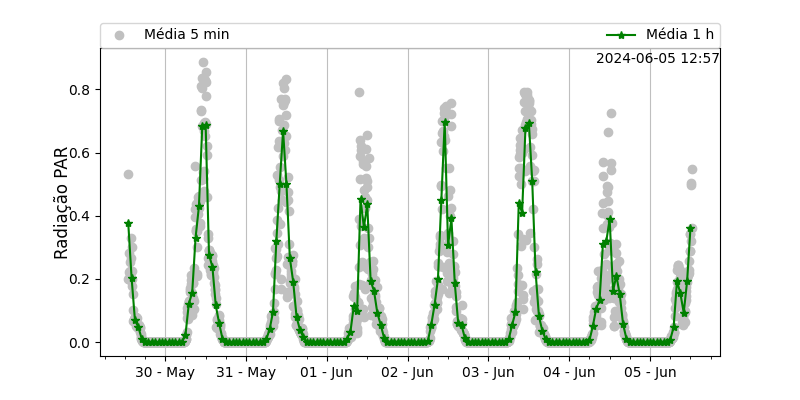 Média 5 min
Média 1 h
2024-06-05 12:57
Radiação PAR
0.8
0.6
0.4
0.2
0.0
30 - May
31 - May
01 - Jun
02 - Jun
03 - Jun
04 - Jun
05 - Jun